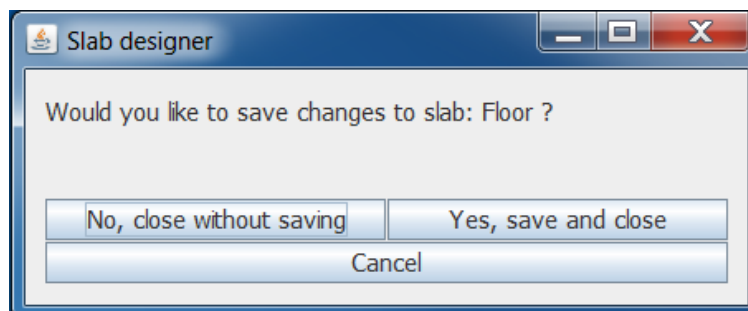 Slab designer
Would you like to save changes to slab: Floor ?
No, close without saving
Yes, save and close
Cancel